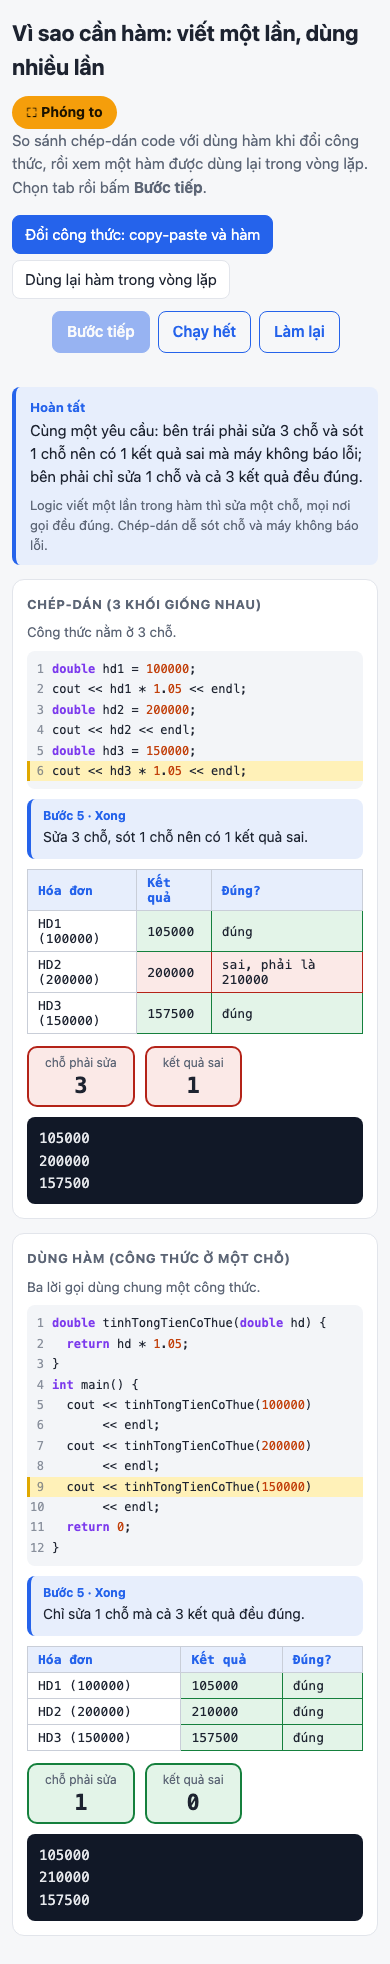 Vì sao cần hàm: viết một lần, dùng
nhiều lần
⛶ Phóng to
So sánh chép-dán code với dùng hàm khi đổi công
thức, rồi xem một hàm được dùng lại trong vòng lặp.
Chọn tab rồi bấm Bước tiếp.
Đổi công thức: copy-paste và hàm
Dùng lại hàm trong vòng lặp
Bước tiếp Chạy hết Làm lại
Hoàn tất
Cùng một yêu cầu: bên trái phải sửa 3 chỗ và sót
1 chỗ nên có 1 kết quả sai mà máy không báo lỗi;
bên phải chỉ sửa 1 chỗ và cả 3 kết quả đều đúng.
Logic viết một lần trong hàm thì sửa một chỗ, mọi nơi
gọi đều đúng. Chép-dán dễ sót chỗ và máy không báo
lỗi.
CHÉP-DÁN (3 KHỐI GIỐNG NHAU)
Công thức nằm ở 3 chỗ.
1 double hd1 = 100000;
2 cout << hd1 * 1.05 << endl;
3 double hd2 = 200000;
4 cout << hd2 << endl;
5 double hd3 = 150000;
6 cout << hd3 * 1.05 << endl;
Bước 5 · Xong
Sửa 3 chỗ, sót 1 chỗ nên có 1 kết quả sai.
Hóa đơn Kết quả Đúng?
HD1 (100000) 105000 đúng
HD2 (200000) 200000 sai, phải là 210000
HD3 (150000) 157500 đúng
chỗ phải sửa kết quả sai
3 1
105000
200000
157500
DÙNG HÀM (CÔNG THỨC Ở MỘT CHỖ)
Ba lời gọi dùng chung một công thức.
1 double tinhTongTienCoThue(double hd) {
2 return hd * 1.05;
3 }
4 int main() {
5 cout << tinhTongTienCoThue(100000)
6 << endl;
7 cout << tinhTongTienCoThue(200000)
8 << endl;
9 cout << tinhTongTienCoThue(150000)
10 << endl;
11 return 0;
12 }
Bước 5 · Xong
Chỉ sửa 1 chỗ mà cả 3 kết quả đều đúng.
Hóa đơn Kết quả Đúng?
HD1 (100000) 105000 đúng
HD2 (200000) 210000 đúng
HD3 (150000) 157500 đúng
chỗ phải sửa kết quả sai
1 0
105000
210000
157500